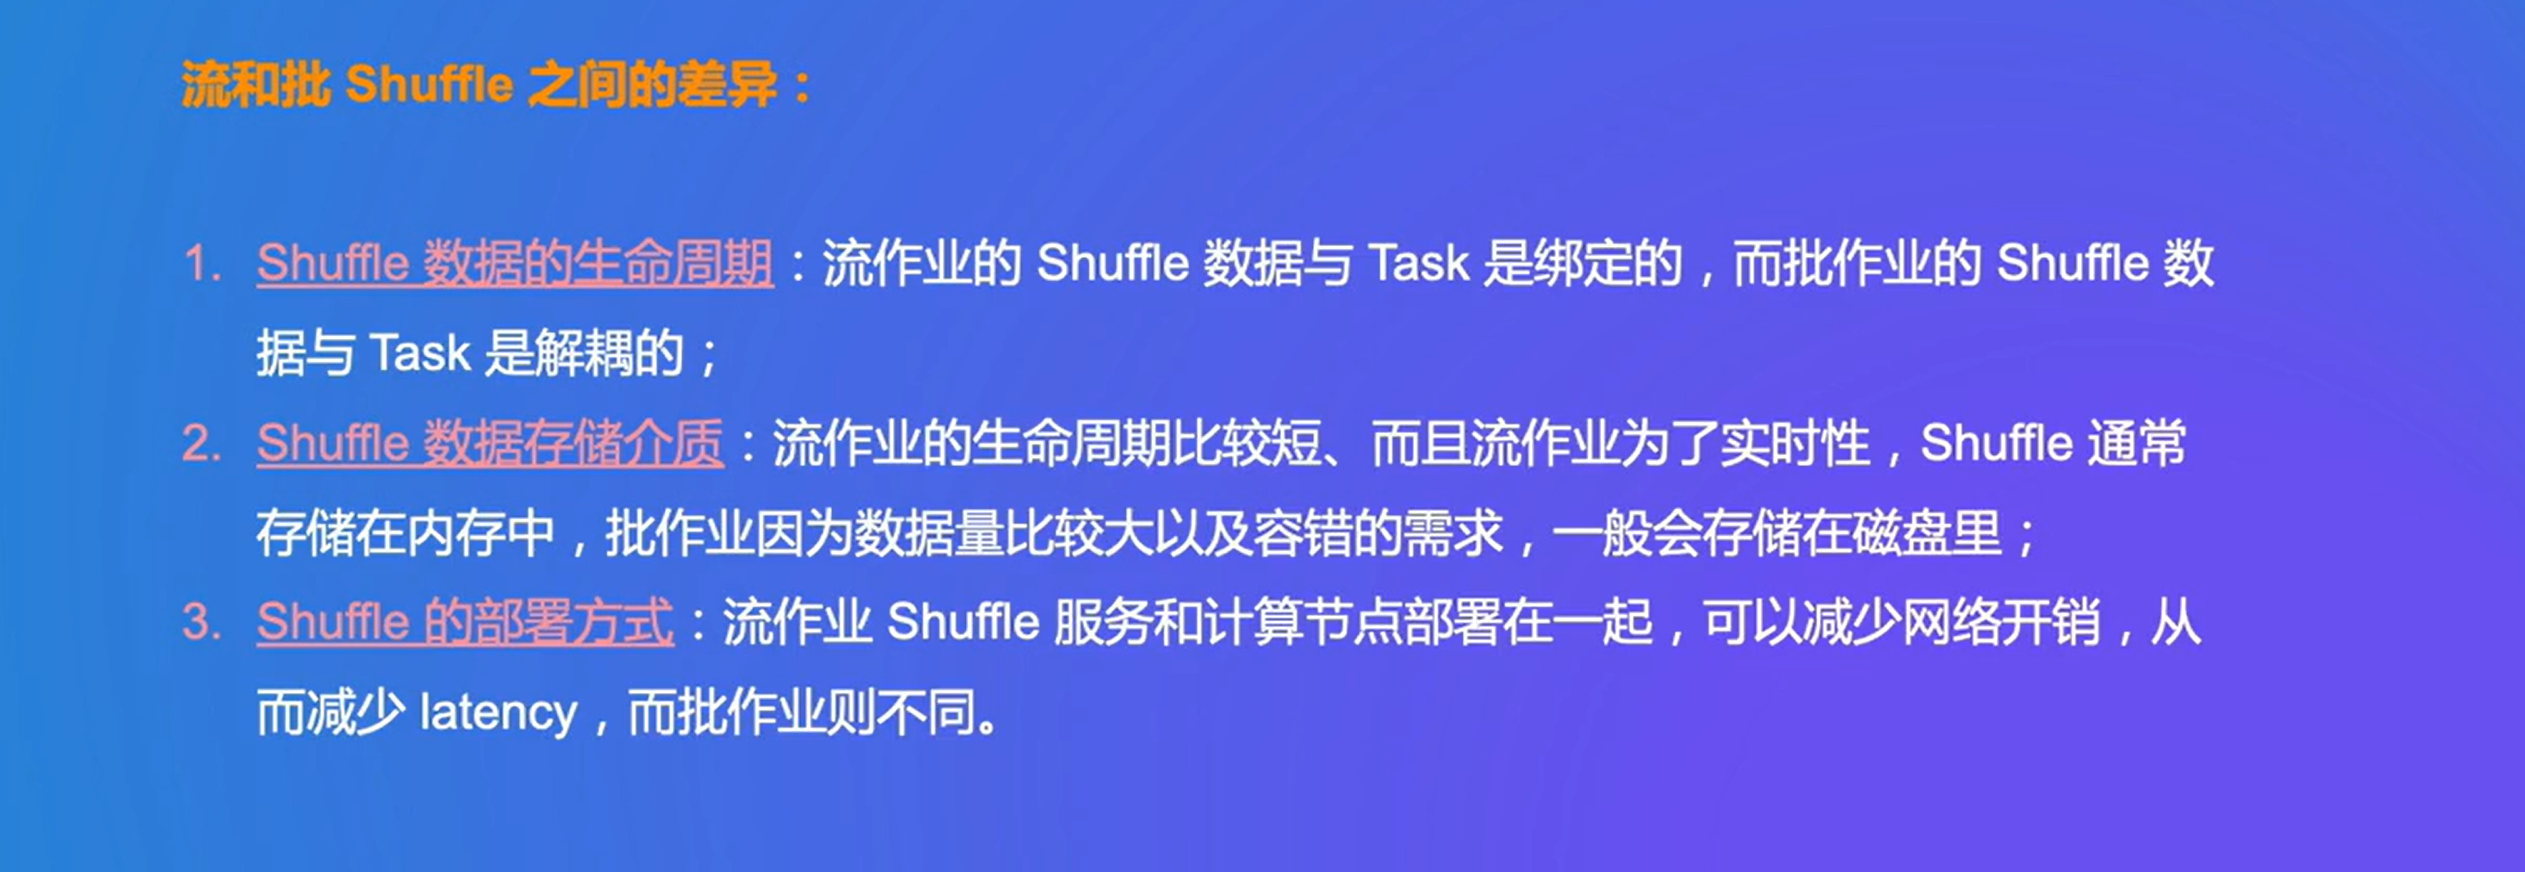 流和批 Shuffle 之间的差异：
1. Shuffle 数据的生命周期：流作业的 Shuffle 数据与 Task 是绑定的，而批作业的 Shuffle 数
据与 Task 是解耦的；
2. Shuffle 数据存储介质：流作业的生命周期比较短、而且流作业为了实时性，Shuffle 通常
存储在内存中，批作业因为数据量比较大以及容错的需求，一般会存储在磁盘里；
3. Shuffle 的部署方式：流作业 Shuffle 服务和计算节点部署在一起，可以减少网络开销，从
而减少 latency，而批作业则不同。